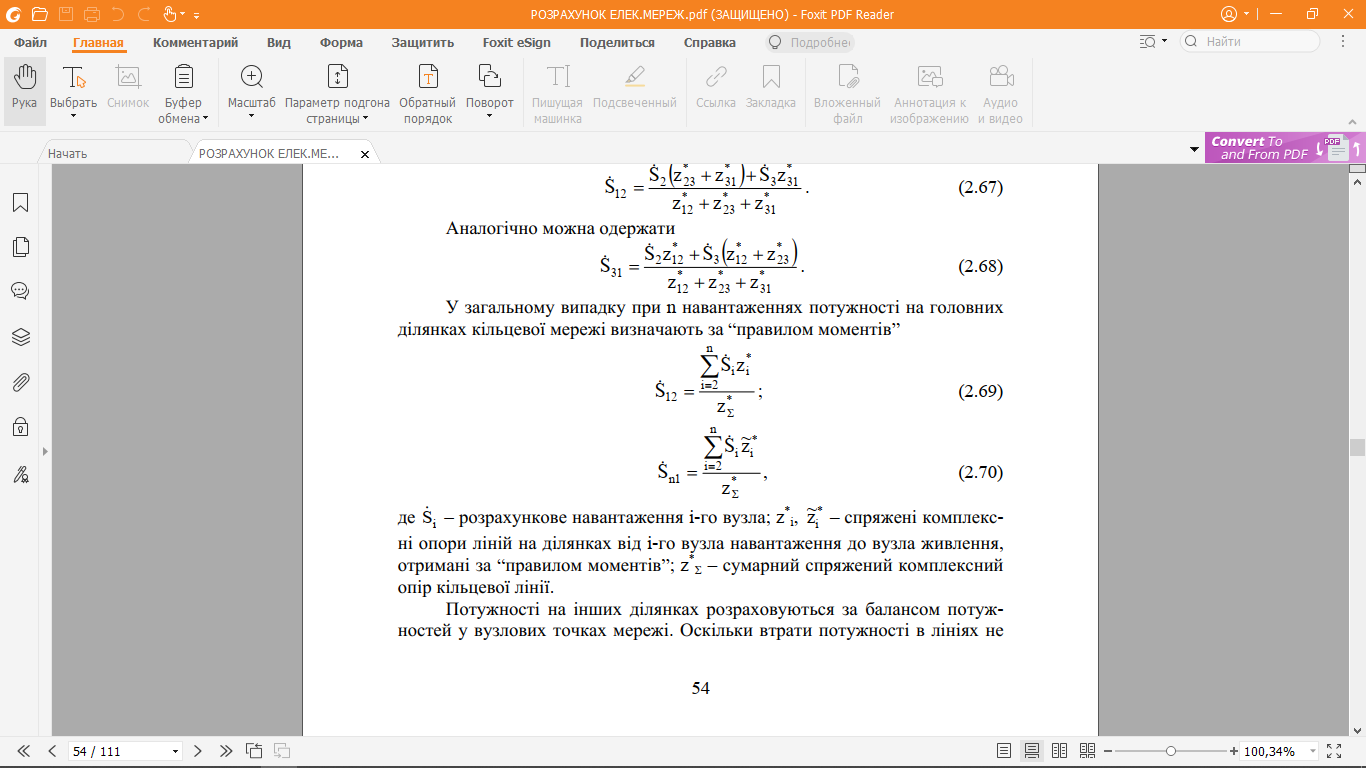 РОЗРАХУНОК ЕЛЕК.МЕРЕЖ.pdf (ЗАЩИЩЕНО) - Foxit PDF Reader
Файл Главная Комментарий Вид Форма Защитить Foxit eSign Поделиться Справка Подробнее Найти
Рука Выбрать Снимок Буфер обмена Масштаб Параметр подгона страницы Обратный порядок Поворот Пишущая машинка Подсвеченный Ссылка Закладка Вложенный файл Аннотация к изображению Аудио и видео
Начать РОЗРАХУНОК ЕЛЕК.МЕ... Convert To and From PDF PDF
Ṡ₁₂ = (Ṡ₂(z*₂₃ + z*₃₁) + Ṡ₃z*₃₁) / (z*₁₂ + z*₂₃ + z*₃₁) . (2.67)
Аналогічно можна одержати
Ṡ₃₁ = (Ṡ₂z*₁₂ + Ṡ₃(z*₁₂ + z*₂₃)) / (z*₁₂ + z*₂₃ + z*₃₁) . (2.68)
У загальному випадку при n навантаженнях потужності на головних
ділянках кільцевої мережі визначають за “правилом моментів”
Ṡ₁₂ = (n ∑ i=2 Ṡᵢ z*ᵢ) / z*Σ ; (2.69)
Ṡₙ₁ = (n ∑ i=2 Ṡᵢ z̃*ᵢ) / z*Σ , (2.70)
де Ṡᵢ – розрахункове навантаження i-го вузла; z*ᵢ, z̃ᵢ* – спряжені комплекс-
ні опори ліній на ділянках від i-го вузла навантаження до вузла живлення,
отримані за “правилом моментів”; z*Σ – сумарний спряжений комплексний
опір кільцевої лінії.
Потужності на інших ділянках розраховуються за балансом потуж-
ностей у вузлових точках мережі. Оскільки втрати потужності в лініях не
54
54 / 111 100,34%